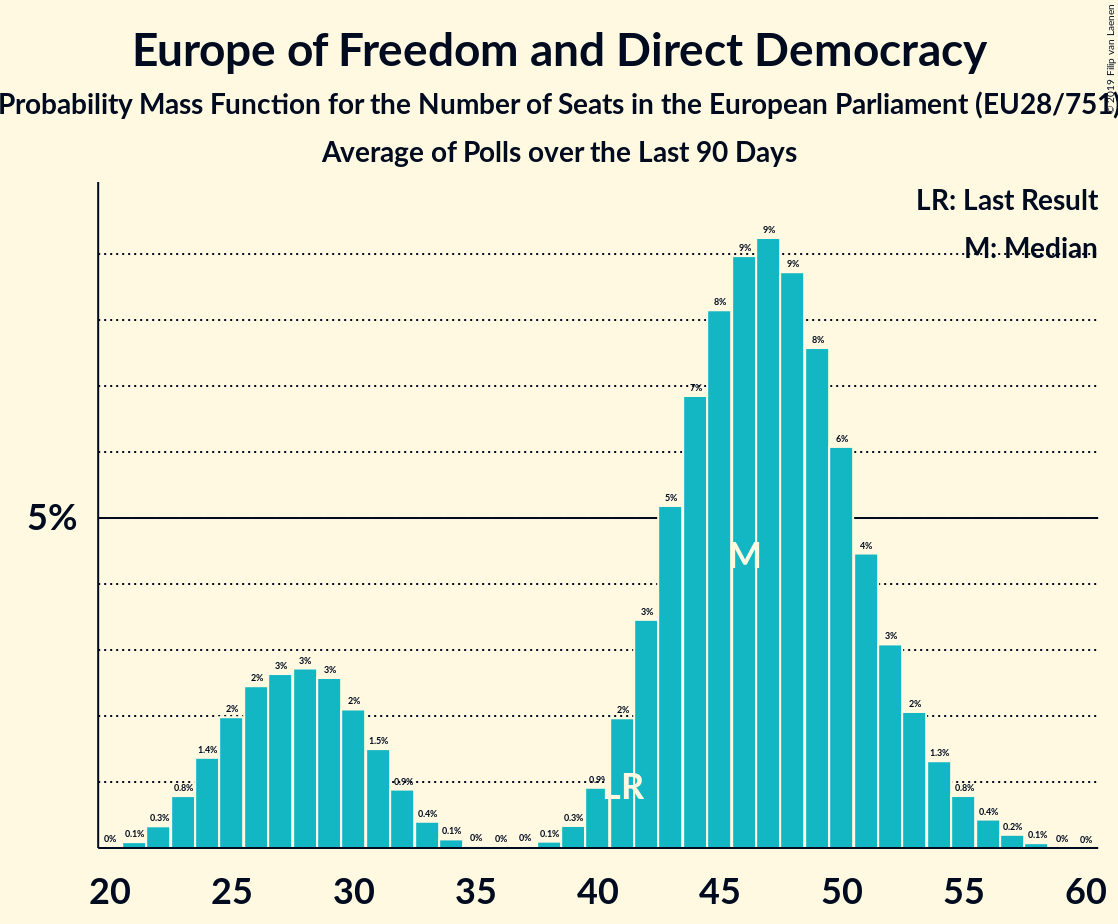 Europe of Freedom and Direct Democracy
Probability Mass Function for the Number of Seats in the European Parliament (EU28/751)
Average of Polls over the Last 90 Days
© 2019 Filip van Laenen
LR: Last Result
M: Median
5%
0% 0.1% 0.3% 0.8% 1.4% 2% 2% 3% 3% 3% 2% 1.5% 0.9% 0.4% 0.1% 0% 0% 0% 0.1% 0.3% 0.9% 2% 3% 5% 7% 8% 9% 9% 9% 8% 6% 4% 3% 2% 1.3% 0.8% 0.4% 0.2% 0.1% 0% 0%
M
LR
20 25 30 35 40 45 50 55 60